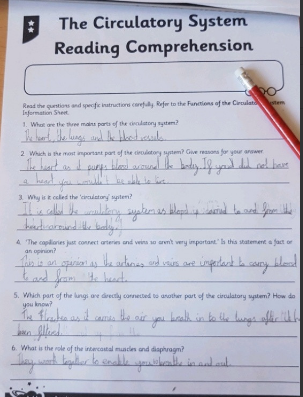 The Circulatory System
Reading Comprehension
Read the questions and specific instructions carefully. Refer to the Functions of the Circulatory System
Information Sheet.
1. What are the three mains parts of the circulatory system?
The heart, the lungs and the blood vessels.
2. Which is the most important part of the circulatory system? Give reasons for your answer.
The heart as it pumps blood around the body. If you did not have
a heart you wouldn't be able to live.
3. Why is it called the 'circulatory' system?
It is called the circulatory system as blood is carried to and from the
heart around the body.
4. 'The capillaries just connect arteries and veins so aren't very important.' Is this a statement a fact or
an opinion?
This is an opinion as the arteries and veins are important to carry blood
to and from the heart.
5. Which part of the lungs are directly connected to another part of the circulatory system? How do
you know?
The as it carries the air you breath in to the lungs after it has
been filtered
6. What is the role of the intercostal muscles and diaphragm?
They work together to enable you breathe in and out.